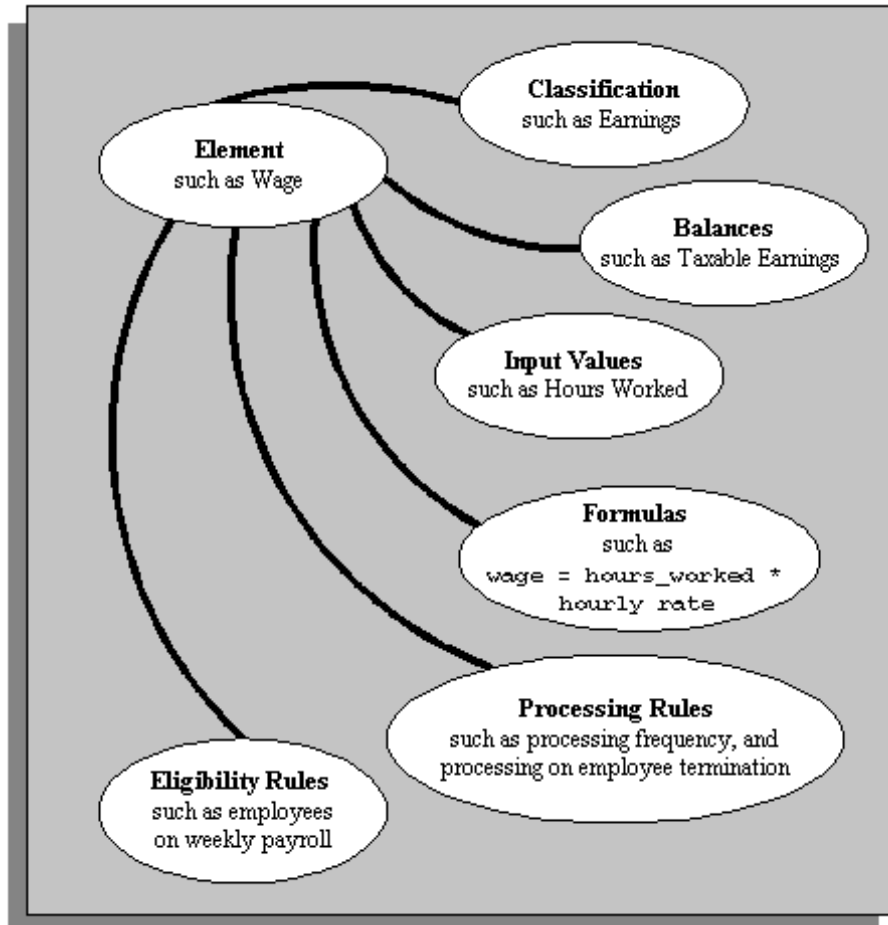 Classification
such as Earnings
Element
such as Wage
Balances
such as Taxable Earnings
Input Values
such as Hours Worked
Formulas
such as
wage = hours_worked *
hourly rate
Processing Rules
such as processing frequency, and
processing on employee termination
Eligibility Rules
such as employees
on weekly payroll